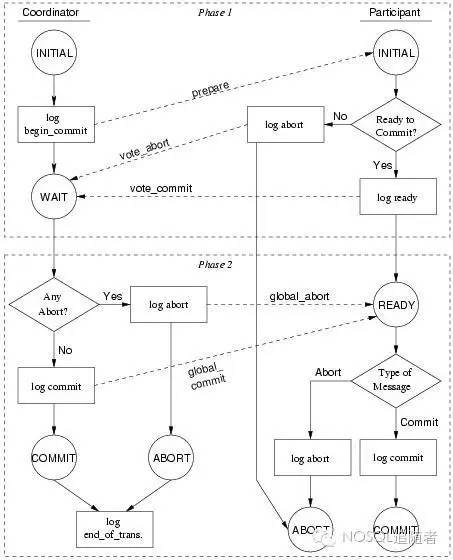 Coordinator
Phase 1
Participant
INITIAL
INITIAL
prepare
log
begin_commit
log abort
No
Ready to
Commit?
vote_abort
Yes
WAIT
vote_commit
log ready
Phase 2
Any
Abort?
Yes
log abort
global_abort
READY
No
log commit
global_
commit
Abort
Type of
Message
Commit
COMMIT
ABORT
log abort
log commit
log
end_of_trans.
ABORT
COMMIT
NOSQL追随者